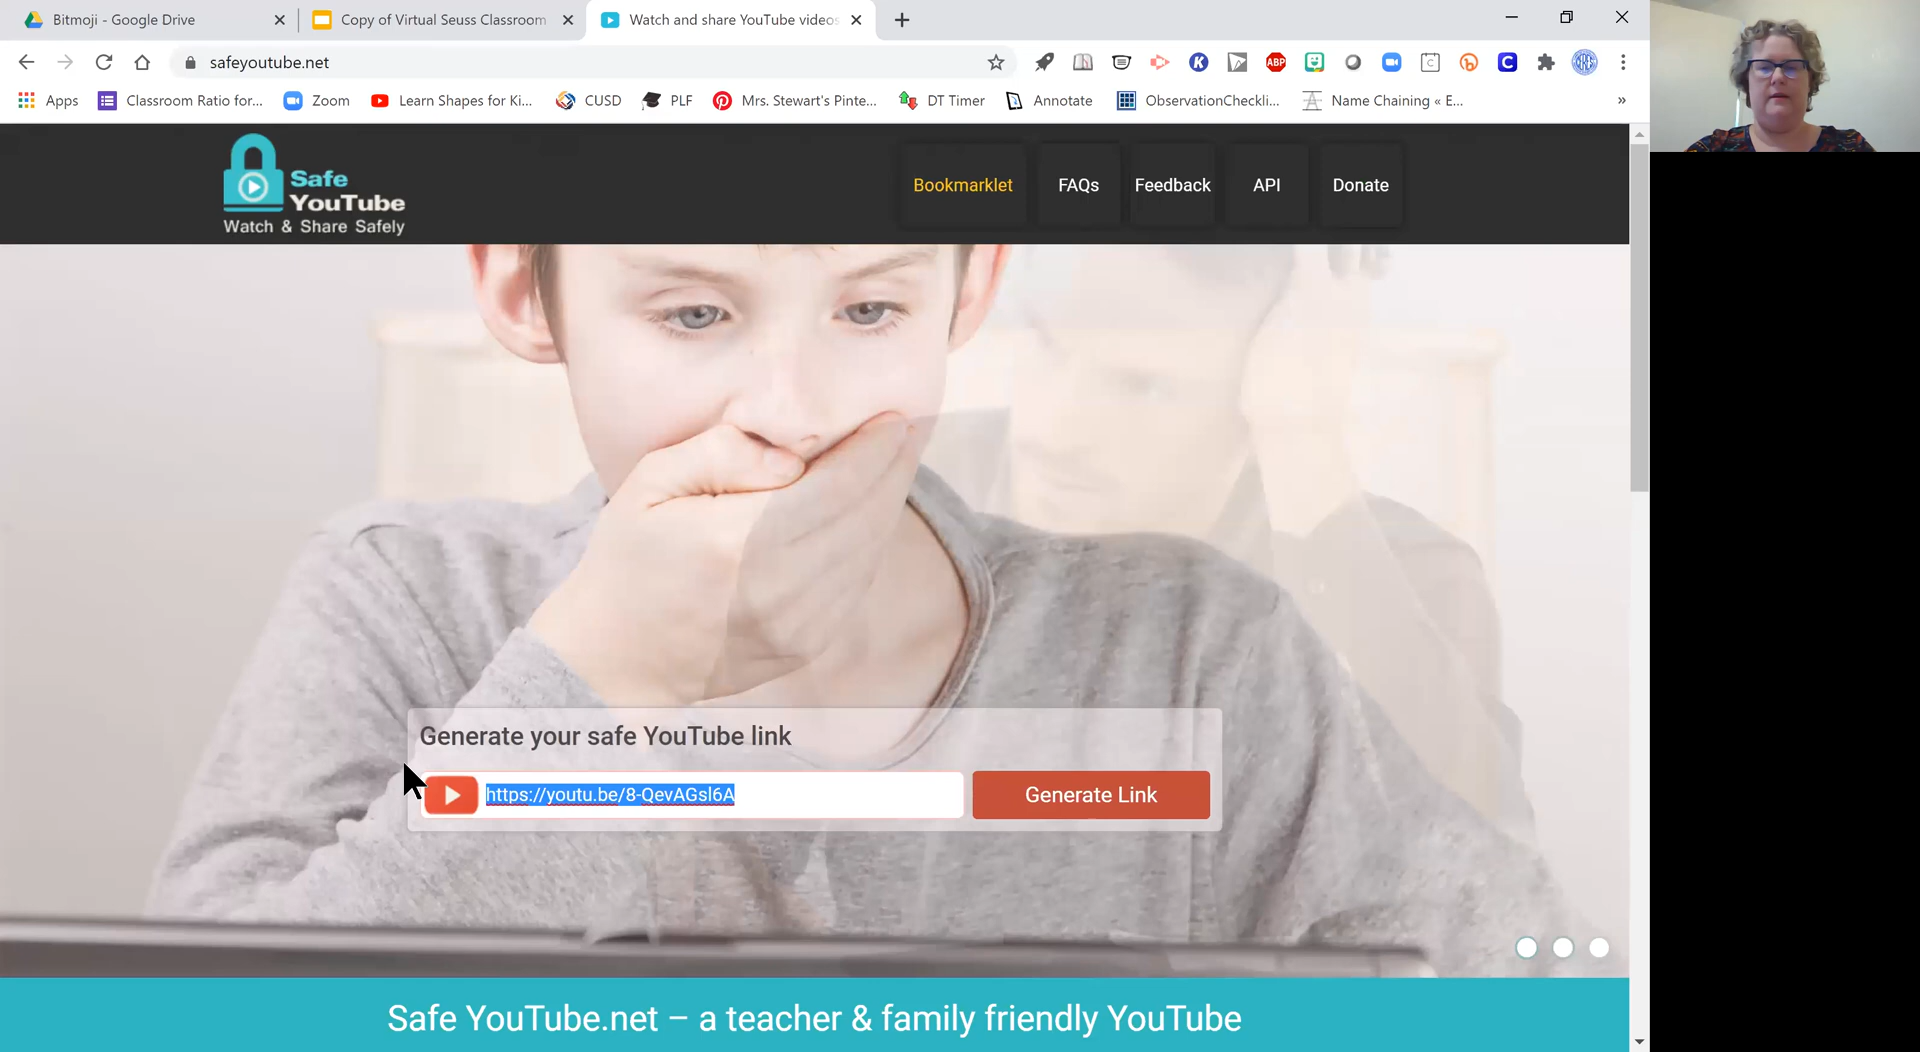 Bitmoji - Google Drive
Copy of Virtual Seuss Classroom
Watch and share YouTube videos
safeyoutube.net
K
ABP
C
C
Apps
Classroom Ratio for...
Zoom
Learn Shapes for Ki...
CUSD
PLF
Mrs. Stewart's Pinte...
DT Timer
Annotate
ObservationCheckli...
Name Chaining « E...
»
Safe
YouTube
Watch & Share Safely
Bookmarklet
FAQs
Feedback
API
Donate
Generate your safe YouTube link
https://youtu.be/8-QevAGsl6A
Generate Link
Safe YouTube.net – a teacher & family friendly YouTube